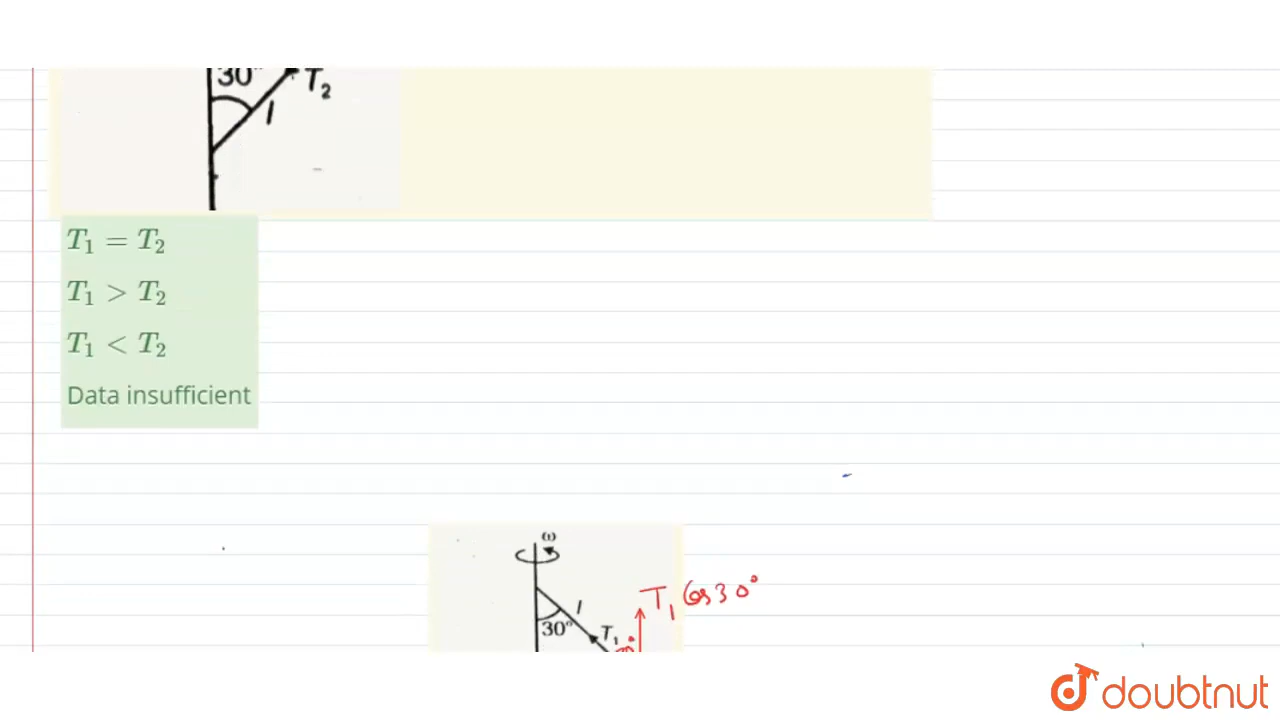 30°
T₂
l
T₁ = T₂
T₁ > T₂
T₁ < T₂
Data insufficient
ω
T₁ Cos 30°
l
30°
T₁
doubtnut